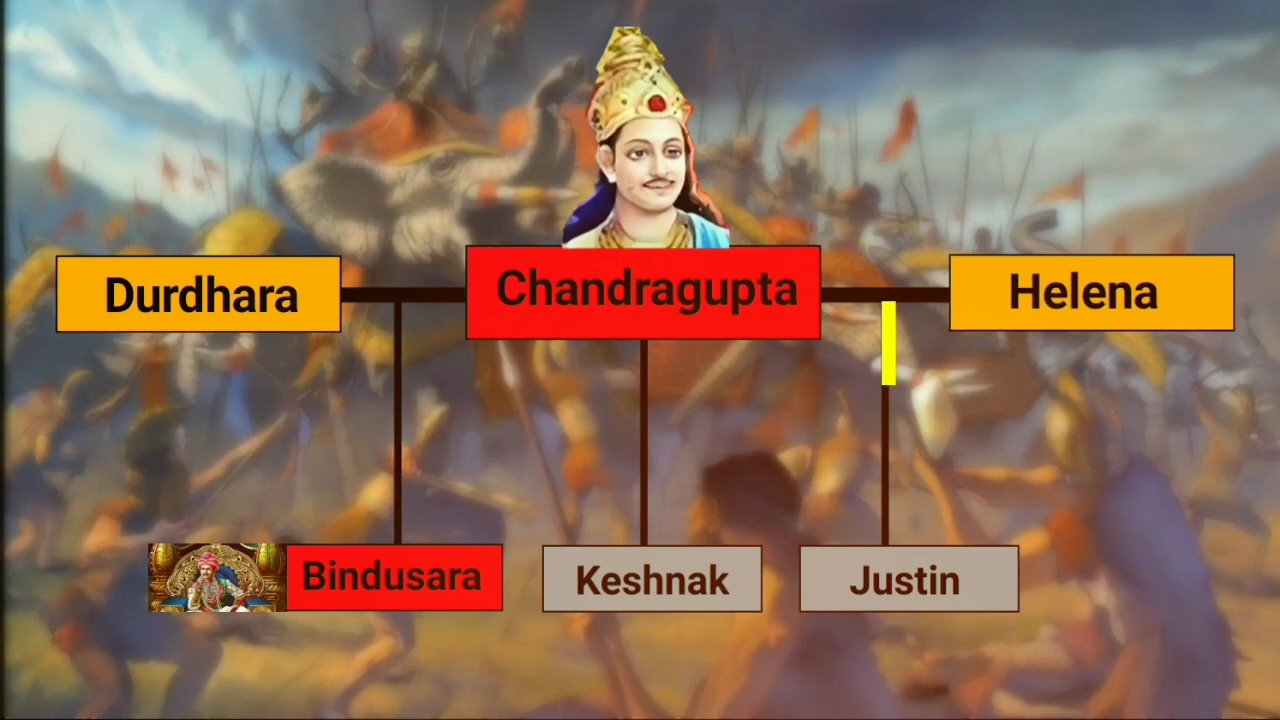 Durdhara
Chandragupta
Helena
Bindusara
Keshnak
Justin